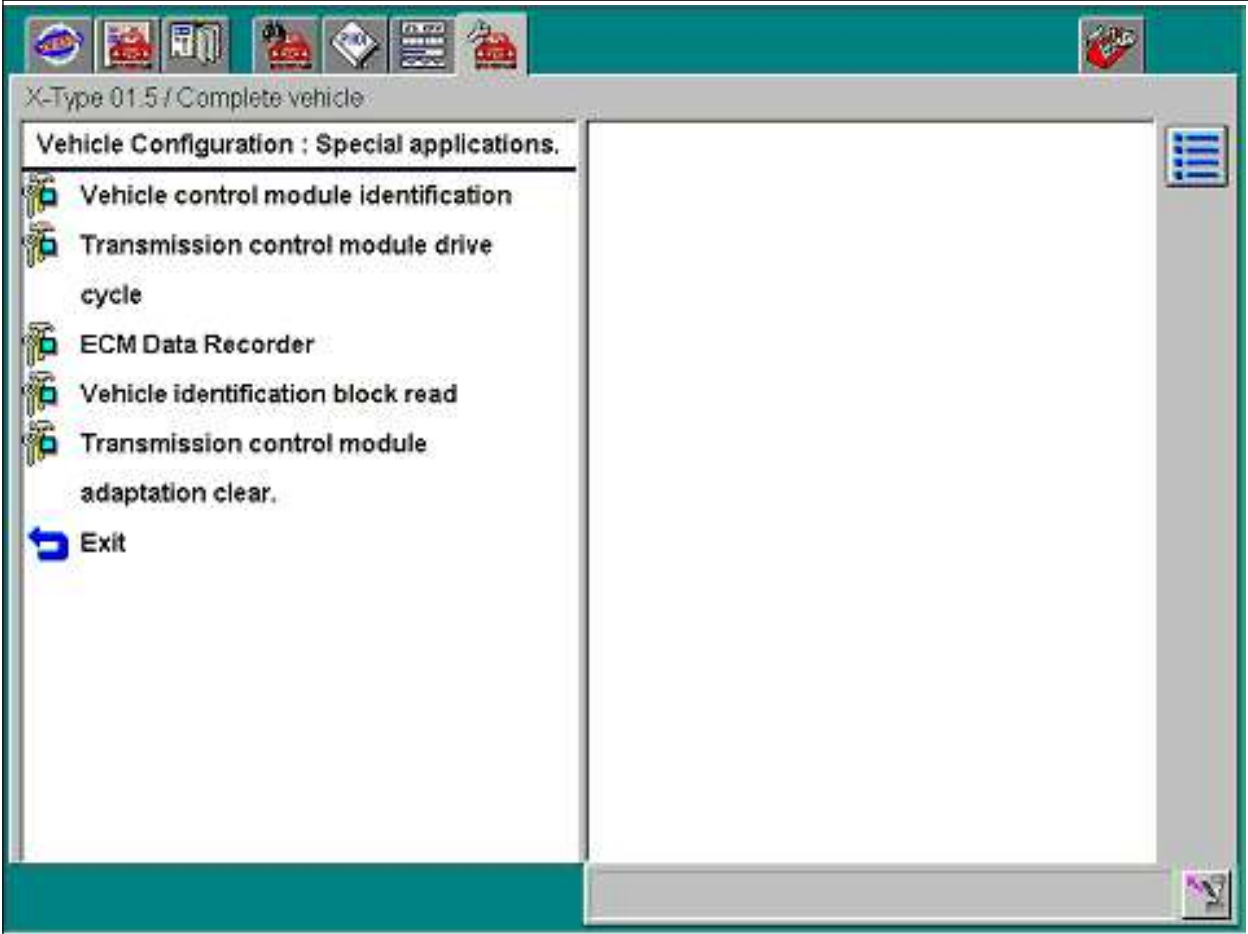 X-Type 01.5 / Complete vehicle
Vehicle Configuration : Special applications.
Vehicle control module identification
Transmission control module drive
cycle
ECM Data Recorder
Vehicle identification block read
Transmission control module
adaptation clear.
Exit